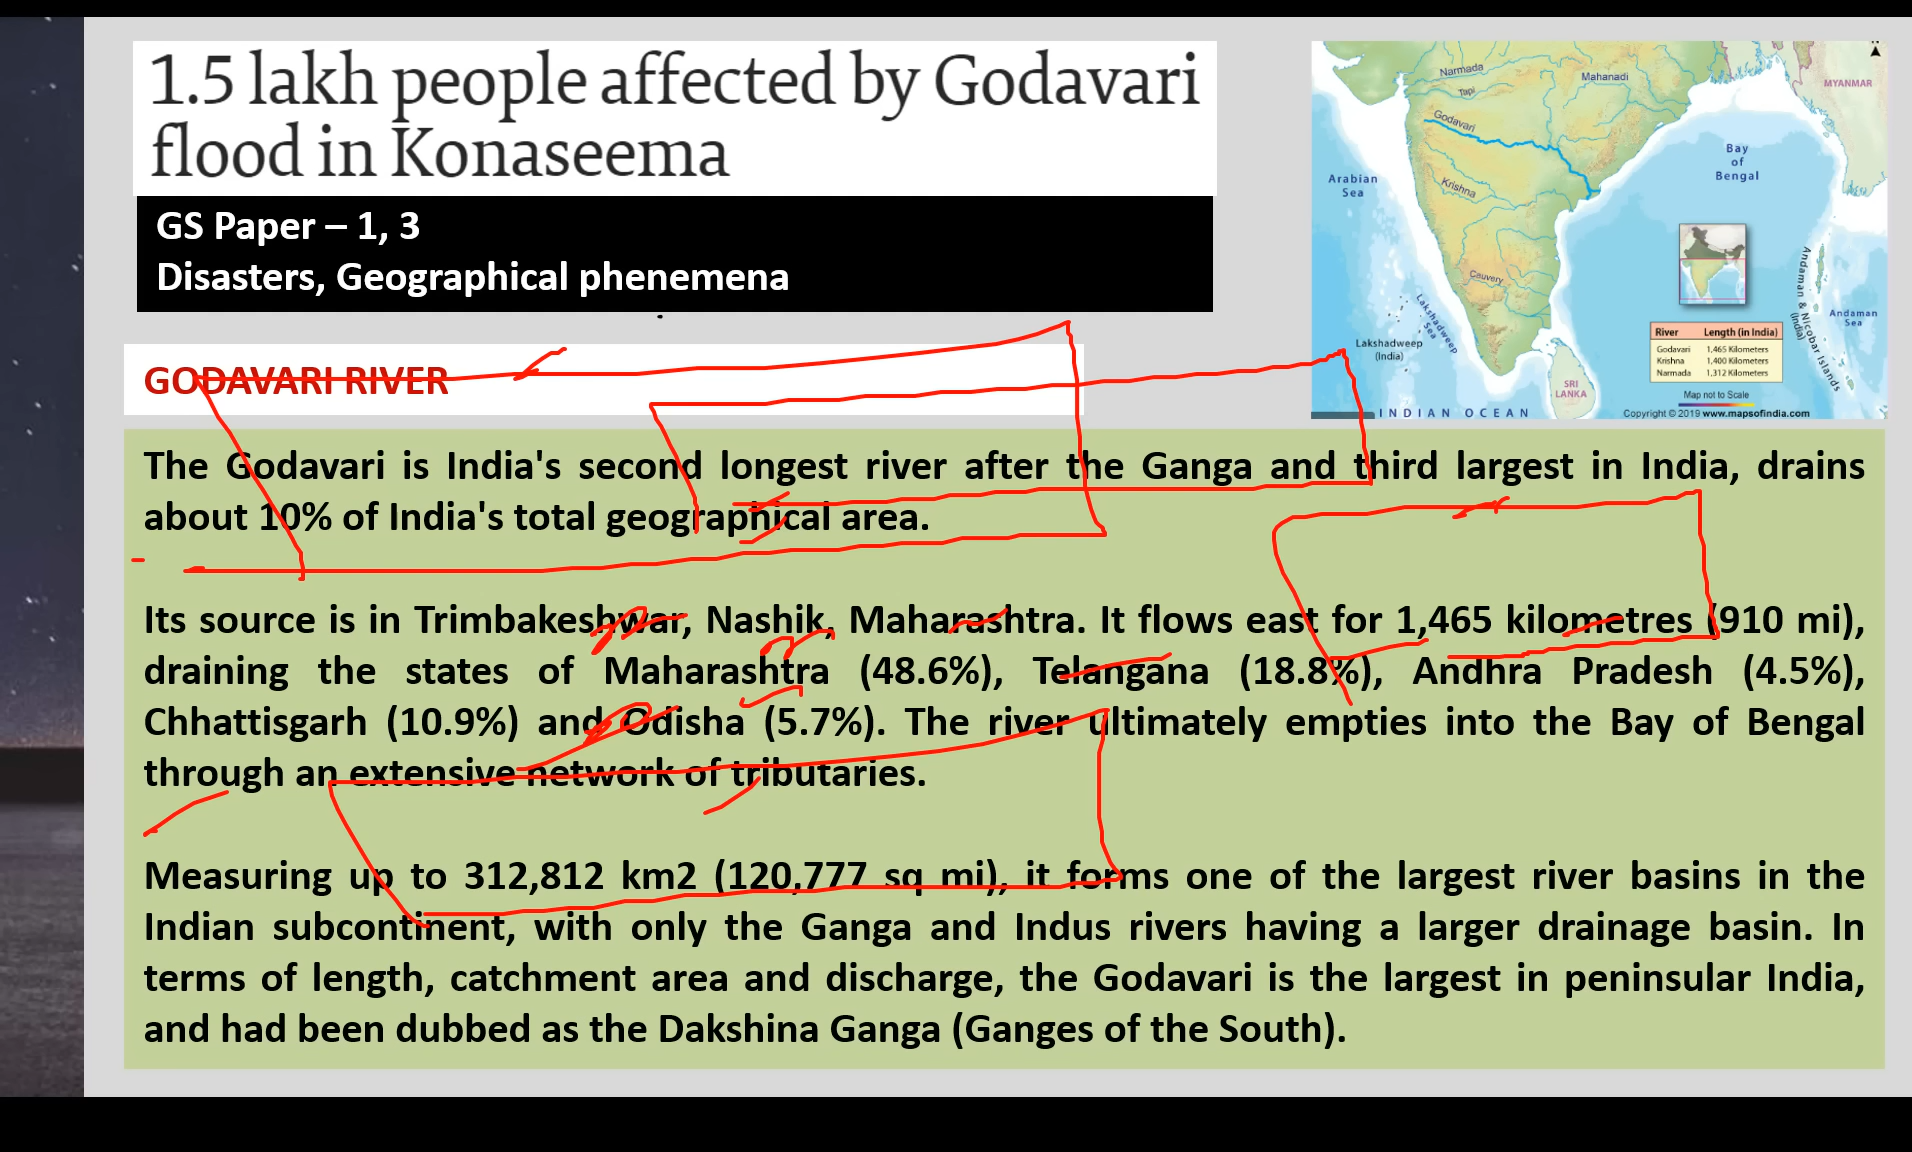 1.5 lakh people affected by Godavari
flood in Konaseema
GS Paper – 1, 3
Disasters, Geographical phenemena
GODAVARI RIVER
The Godavari is India's second longest river after the Ganga and third largest in India, drains
about 10% of India's total geographical area.
Its source is in Trimbakeshwar, Nashik, Maharashtra. It flows east for 1,465 kilometres (910 mi),
draining the states of Maharashtra (48.6%), Telangana (18.8%), Andhra Pradesh (4.5%),
Chhattisgarh (10.9%) and Odisha (5.7%). The river ultimately empties into the Bay of Bengal
through an extensive network of tributaries.
Measuring up to 312,812 km2 (120,777 sq mi), it forms one of the largest river basins in the
Indian subcontinent, with only the Ganga and Indus rivers having a larger drainage basin. In
terms of length, catchment area and discharge, the Godavari is the largest in peninsular India,
and had been dubbed as the Dakshina Ganga (Ganges of the South).
Narmada
Mahanadi
MYANMAR
Tapi
Godavari
Bay
of
Bengal
Arabian
Sea
Krishna
Cauvery
Lakshadweep
Sea
Andaman & Nicobar Islands
(India)
Andaman
Sea
Lakshadweep
(India)
River Length (in India)
Godavari 1,465 Kilometers
Krishna 1,400 Kilometers
Narmada 1,312 Kilometers
SRI
LANKA
Map not to Scale
INDIAN OCEAN
Copyright © 2019 www.mapsofindia.com